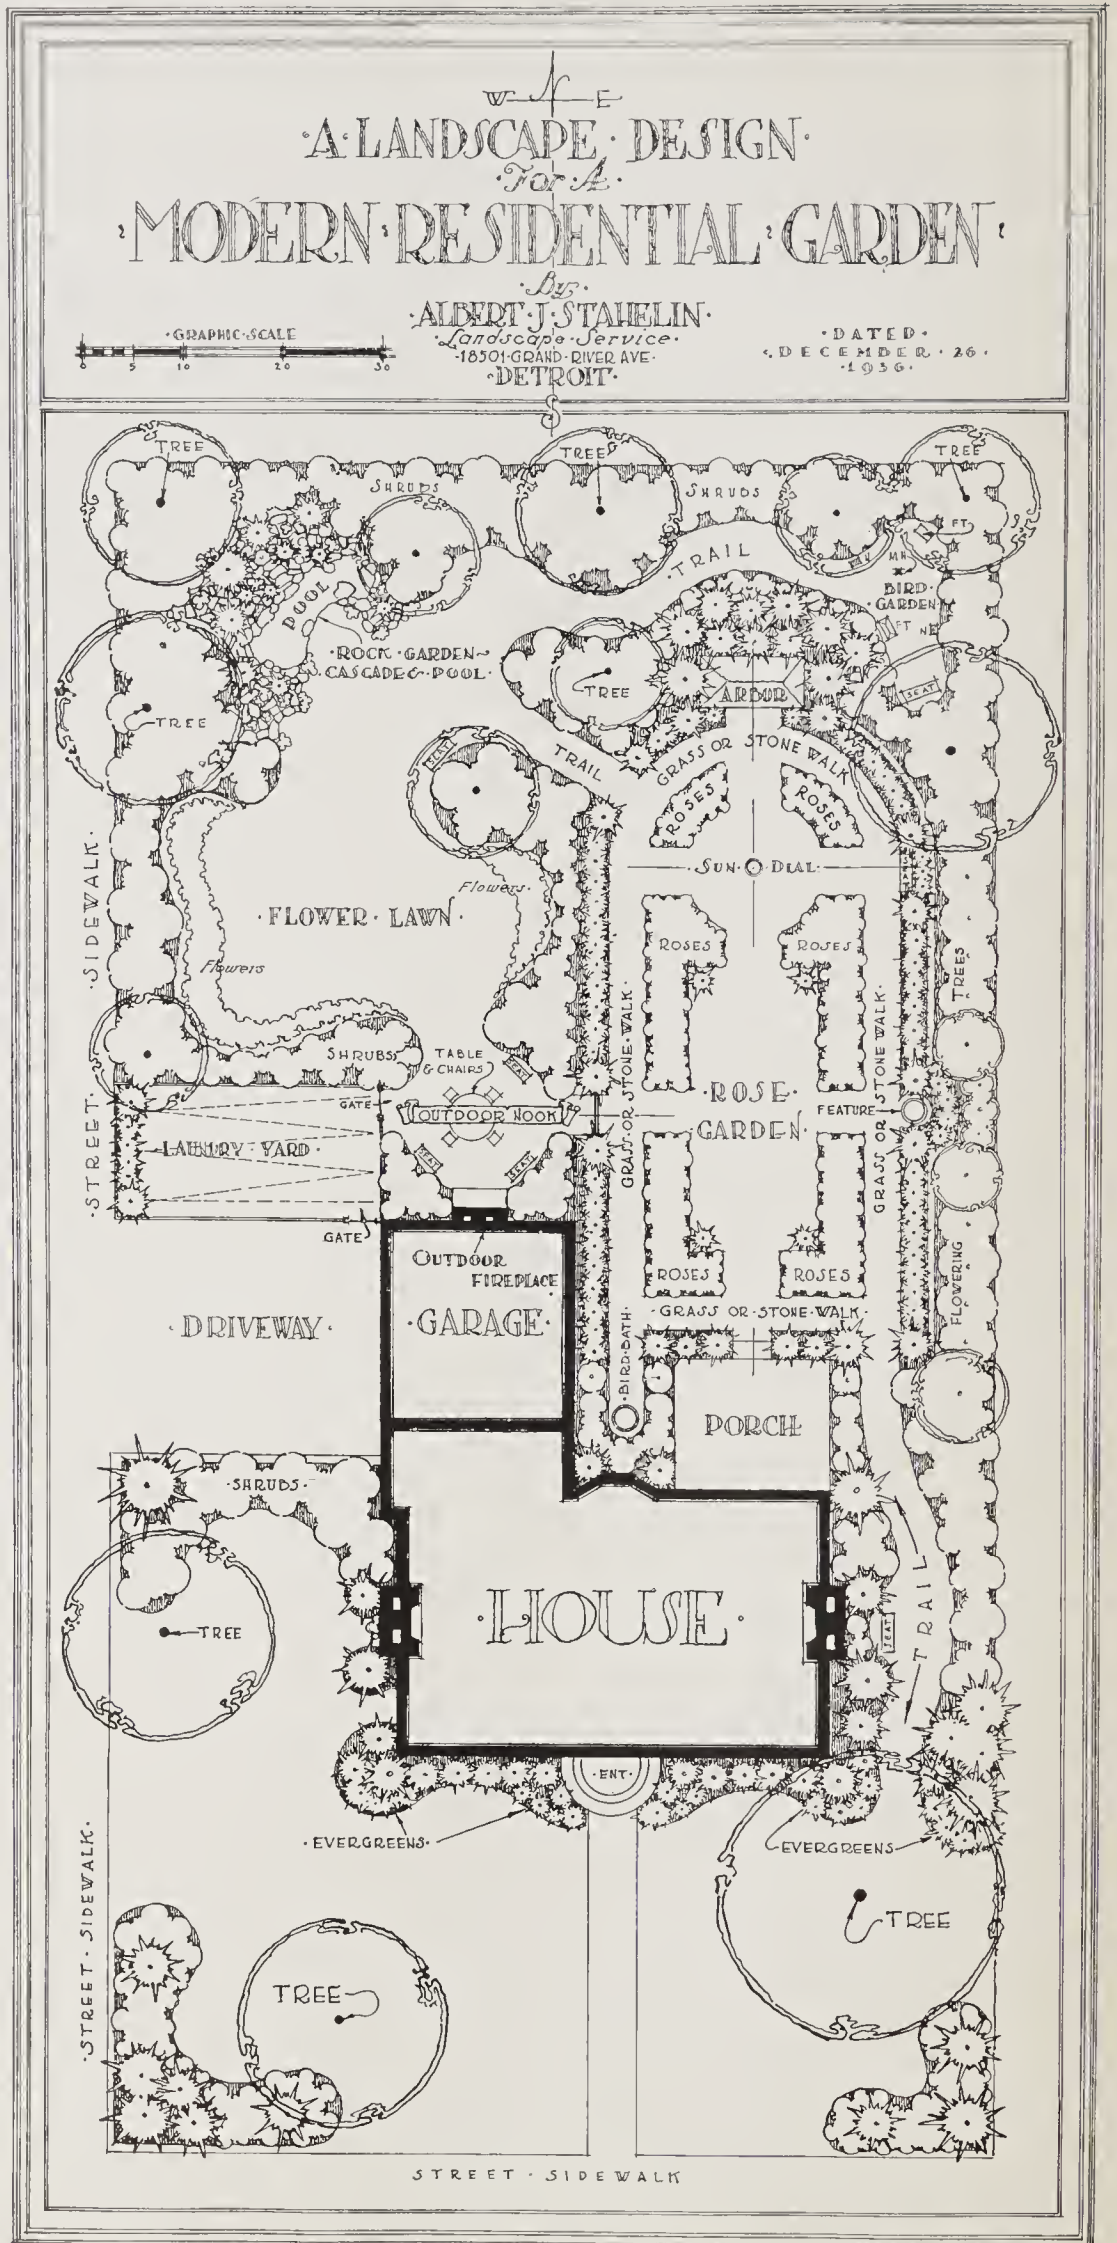 N
W E
·A·LANDSCAPE·DESIGN·
·For·A·
·MODERN·RESIDENTIAL·GARDEN·
·By·
·ALBERT·J·STAHELIN·
·Landscape·Service·
·18501·GRAND·RIVER·AVE·
·DETROIT·
·GRAPHIC·SCALE
0 5 10 20 30
·DATED·
·DECEMBER·26·
·1936·
S
TREE
SHRUBS
TREE
SHRUBS
TREE
·TRAIL
FT
MH
BIRD·
GARDEN
FT
POOL
·ROCK·GARDEN~
CASCADE&·POOL·
TREE
ARBOR
SEAT
TREE
SEAT
TRAIL
GRASS OR STONE WALK
ROSES
ROSES
·SUN·DIAL·
·SIDEWALK·
·STREET·
·FLOWER·LAWN·
Flowers·
Flowers
ROSES
ROSES
TREES
·GRASS·OR·STONE·WALK·
GRASS OR STONE WALK·
SHRUBS
TABLE
& CHAIRS
SEAT
GATE
OUTDOOR NOOK
·ROSE·
GARDEN
FEATURE
·LAUNDRY·YARD·
SEAT
SEAT
GATE
OUTDOOR
FIREPLACE
ROSES
ROSES
FLOWERING
·GRASS OR·STONE·WALK·
·DRIVEWAY·
·GARAGE·
·BIRD·BATH·
PORCH
·SHRUBS·
TREE
·HOUSE·
SEAT
TRAIL
·ENT·
·EVERGREENS·
EVERGREENS
·STREET·SIDEWALK·
TREE
TREE
STREET·SIDEWALK